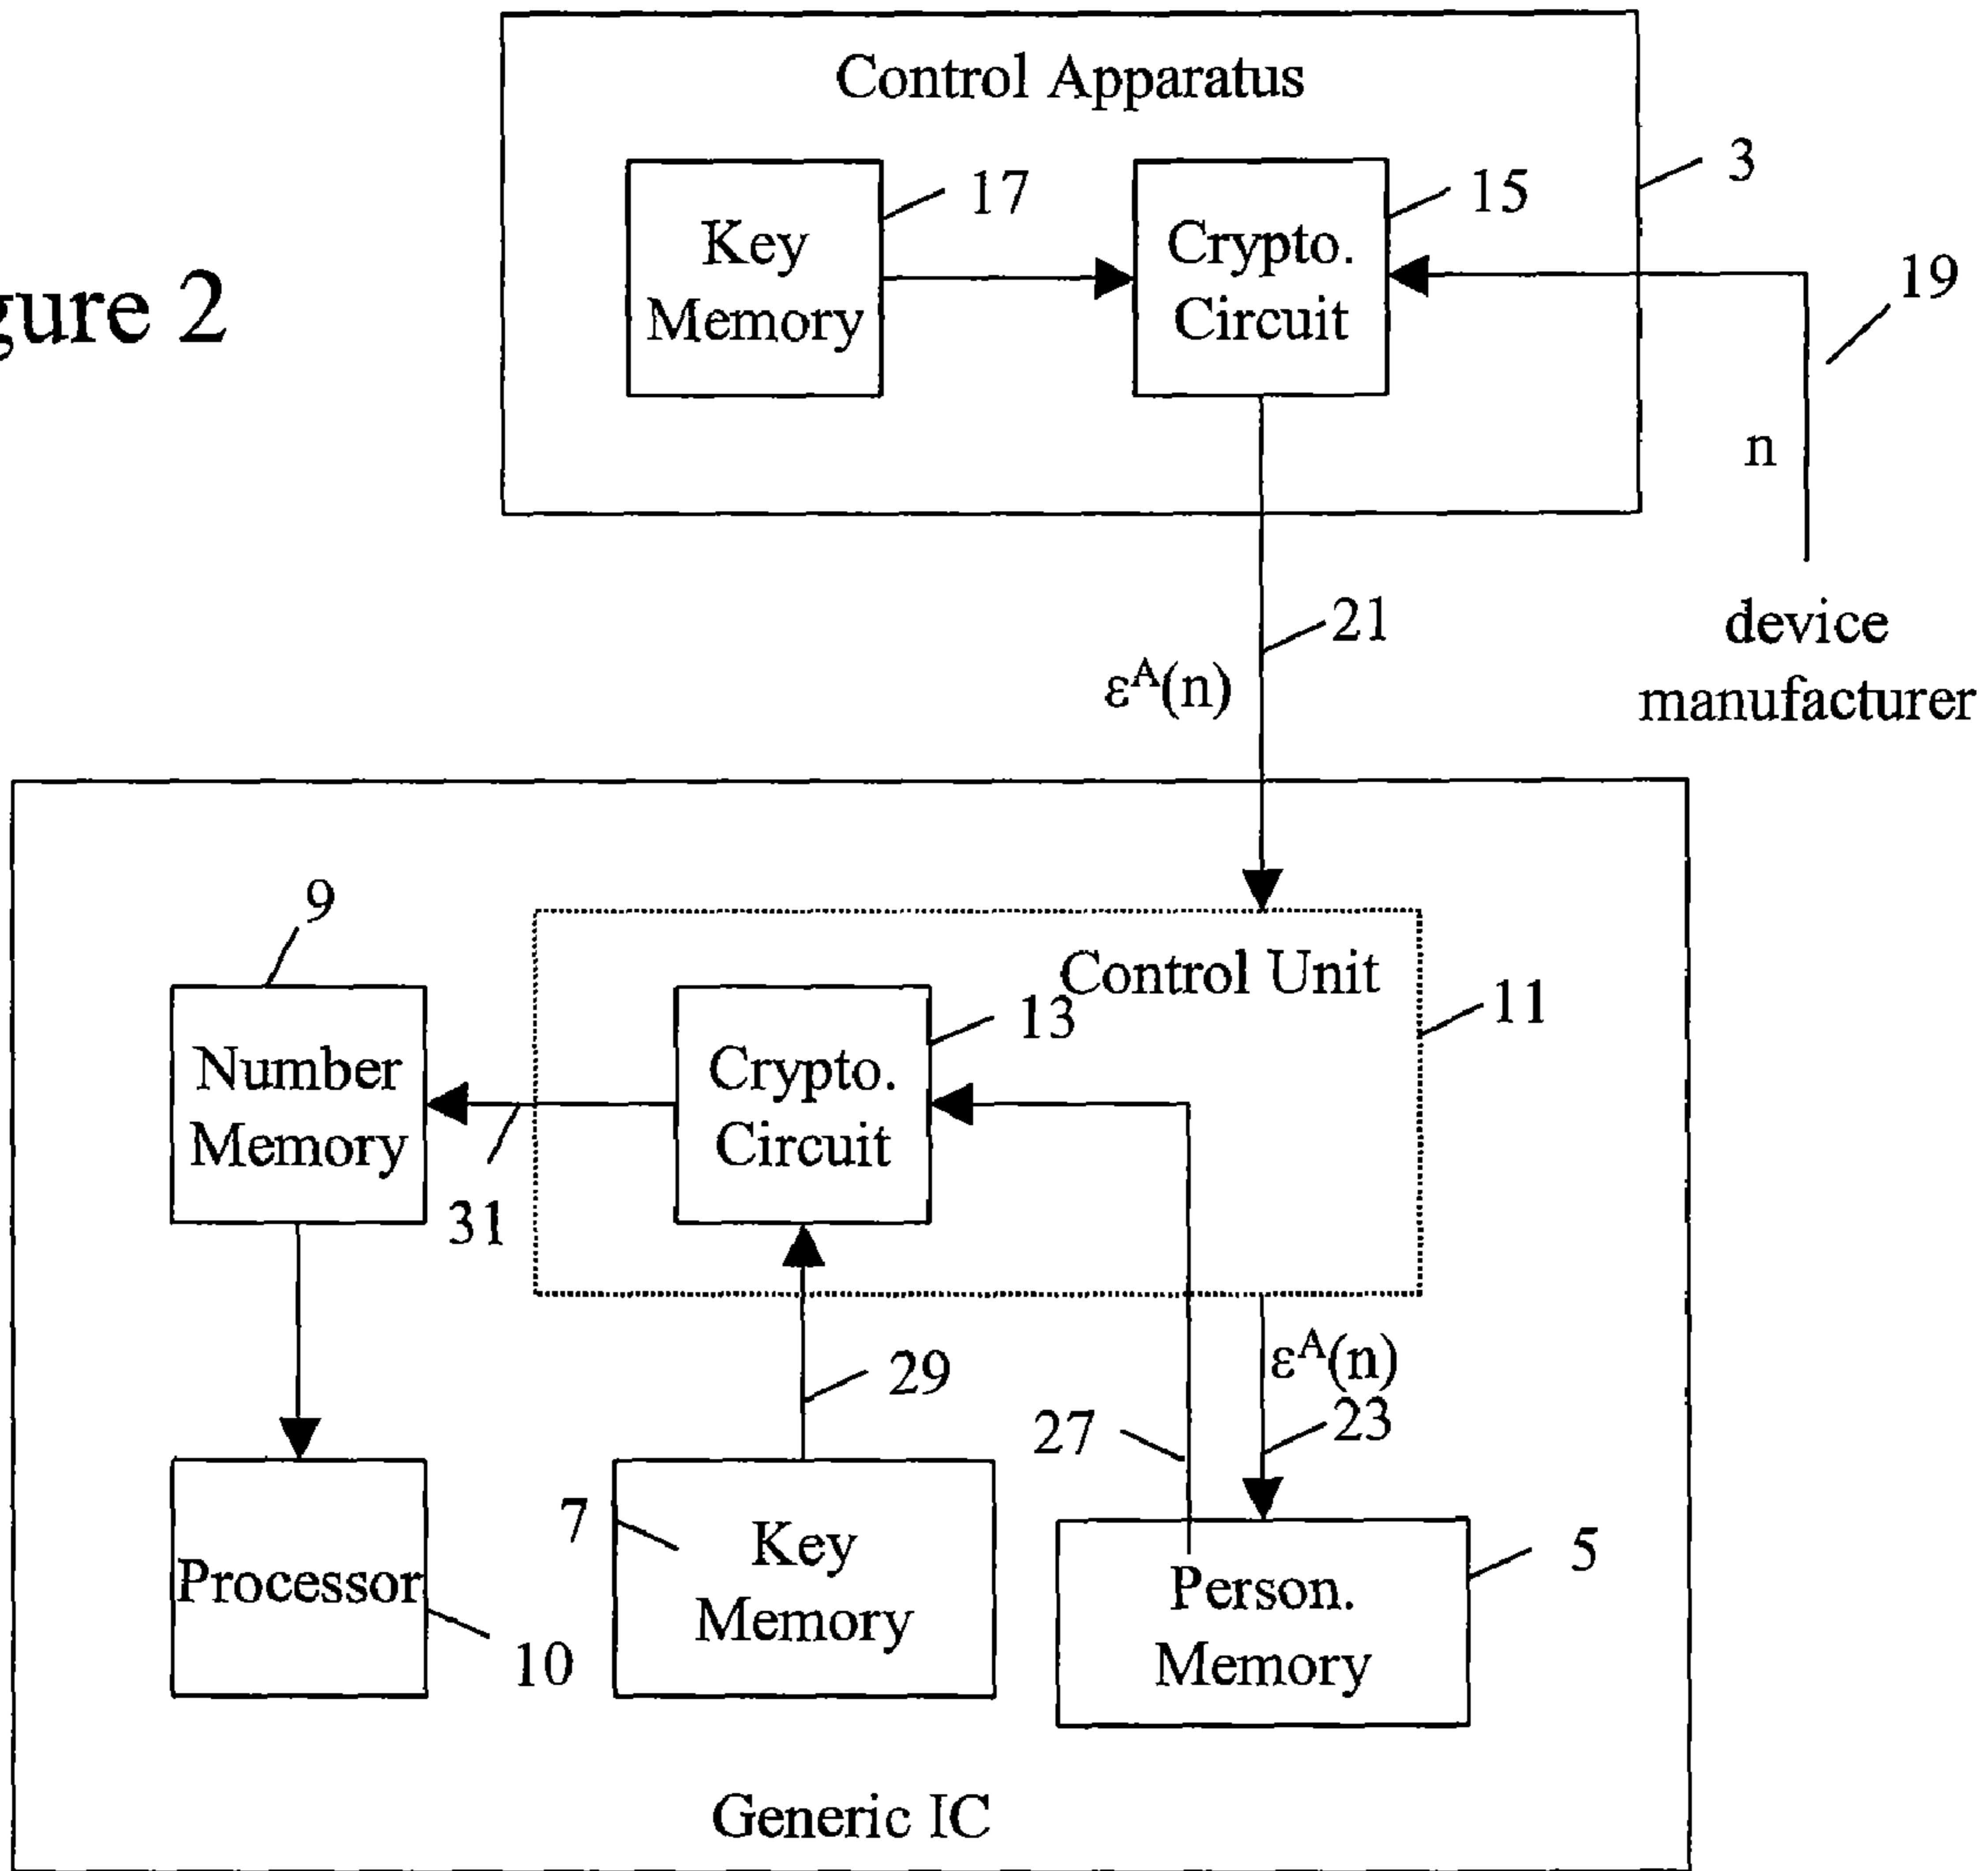 Control Apparatus
3
17
15
Key
Memory
Crypto.
Circuit
19
gure 2
n
device
manufacturer
21
εᴬ(n)
9
Control Unit
11
13
Number
Memory
Crypto.
Circuit
31
29
εᴬ(n)
27
23
7
Key
Memory
5
Person.
Memory
Processor
10
Generic IC